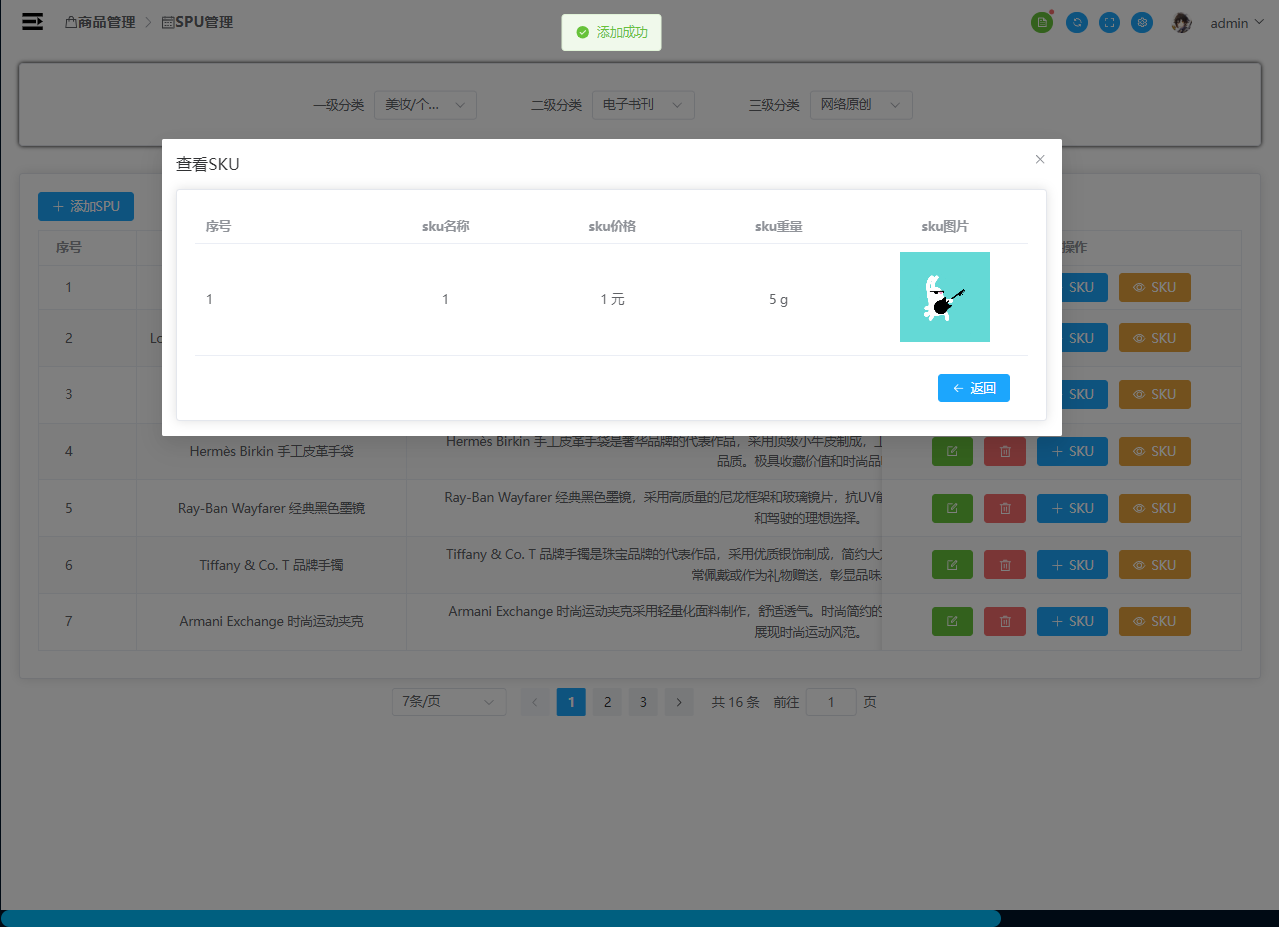 商品管理 SPU管理
添加成功
admin
一级分类 美妆/个... 二级分类 电子书刊 三级分类 网络原创
查看SKU
序号 sku名称 sku价格 sku重量 sku图片
1 1 1 元 5 g
返回
添加SPU
序号 操作
1 SKU SKU
2 Lo SKU SKU
3 SKU SKU
4 Hermès Birkin 手工皮革手袋 Hermès Birkin 手工皮革手袋是奢华品牌的代表作品，采用顶级小牛皮制成，
品质。极具收藏价值和时尚品 SKU SKU
5 Ray-Ban Wayfarer 经典黑色墨镜 Ray-Ban Wayfarer 经典黑色墨镜，采用高质量的尼龙框架和玻璃镜片，抗UV
和驾驶的理想选择。 SKU SKU
6 Tiffany & Co. T 品牌手镯 Tiffany & Co. T 品牌手镯是珠宝品牌的代表作品，采用优质银饰制成，简约大
常佩戴或作为礼物赠送，彰显品味 SKU SKU
7 Armani Exchange 时尚运动夹克 Armani Exchange 时尚运动夹克采用轻量化面料制作，舒适透气。时尚简约的
展现时尚运动风范。 SKU SKU
7条/页 1 2 3 共 16 条 前往 1 页